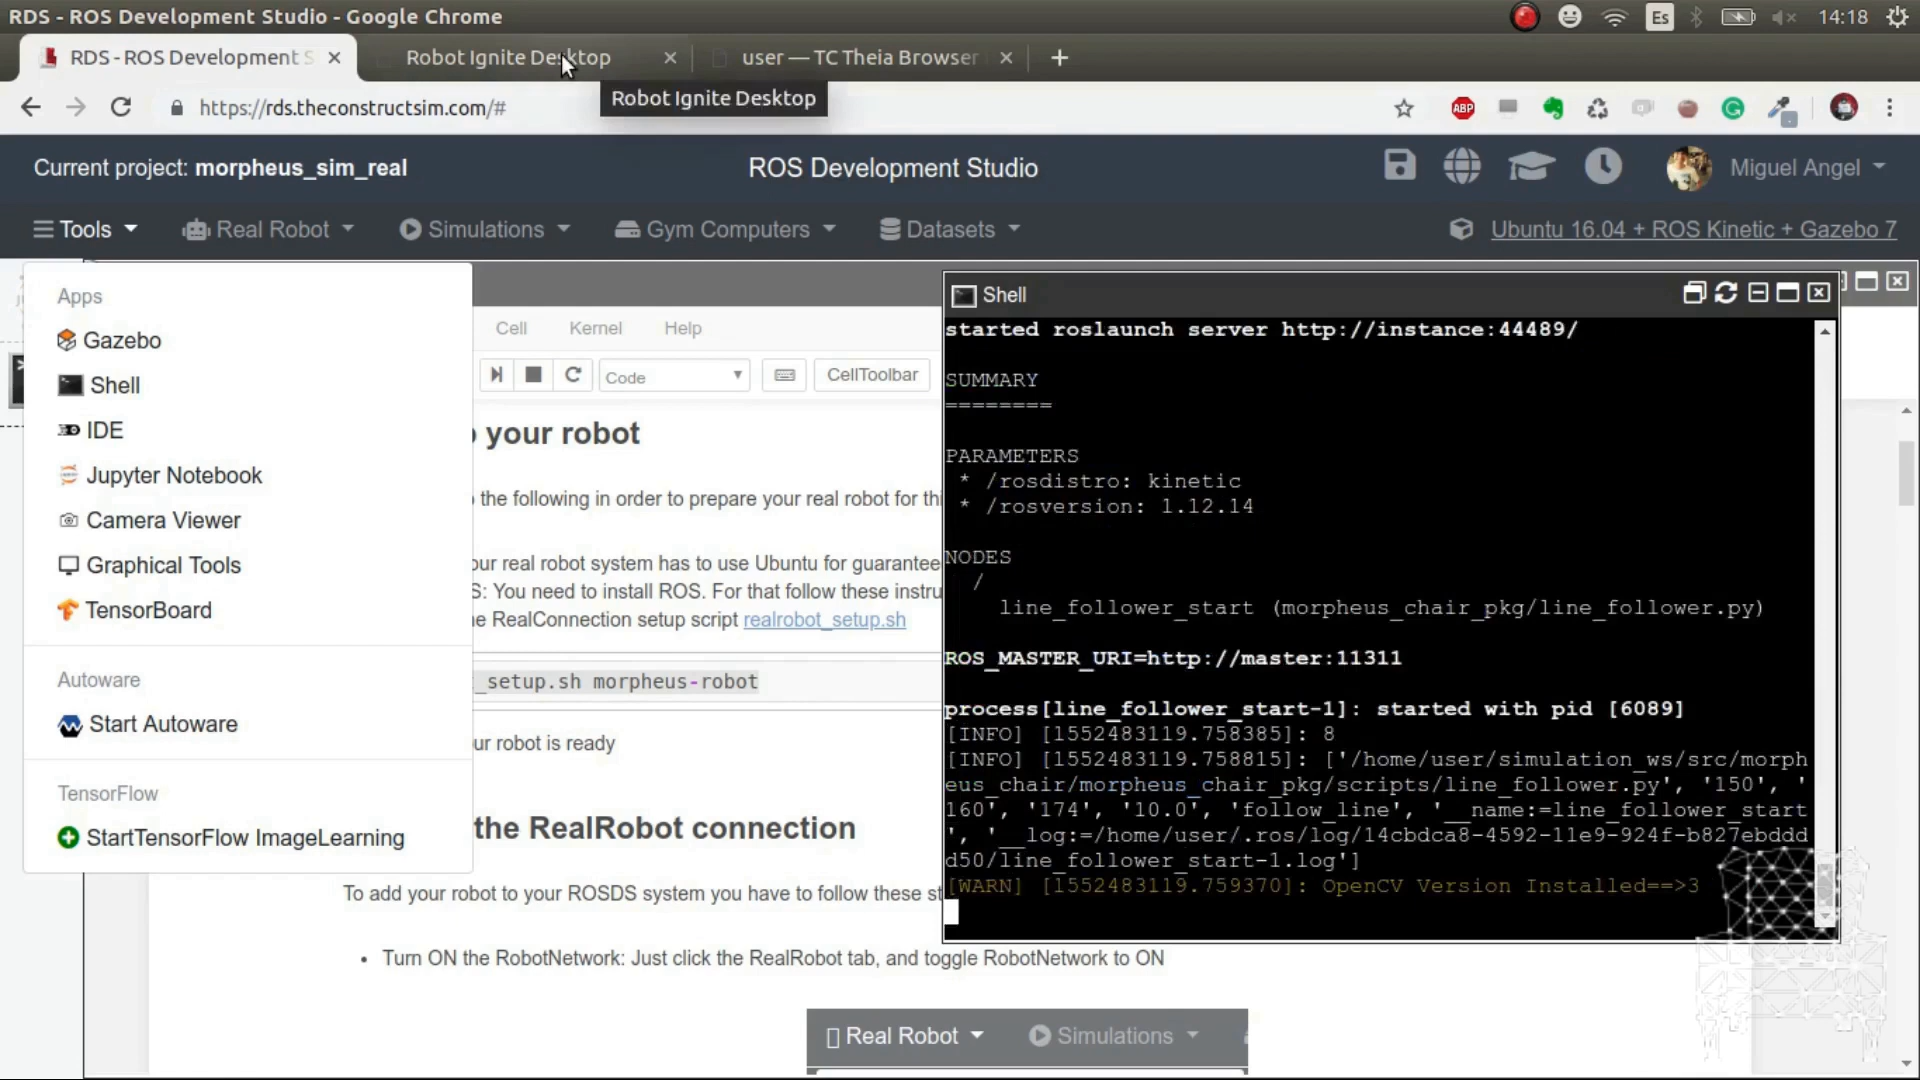 RDS - ROS Development Studio - Google Chrome
Es
14:18
RDS - ROS Development S
Robot Ignite Desktop
user — TC Theia Browser
https://rds.theconstructsim.com/#
Robot Ignite Desktop
ABP
Current project: morpheus_sim_real
ROS Development Studio
Miguel Angel
Tools
Real Robot
Simulations
Gym Computers
Datasets
Ubuntu 16.04 + ROS Kinetic + Gazebo 7
Apps
Gazebo
Shell
IDE
Jupyter Notebook
Camera Viewer
Graphical Tools
TensorBoard
Autoware
Start Autoware
TensorFlow
StartTensorFlow ImageLearning
Cell
Kernel
Help
Code
CellToolbar
your robot
the following in order to prepare your real robot for thi
our real robot system has to use Ubuntu for guarantee
S: You need to install ROS. For that follow these instru
e RealConnection setup script realrobot_setup.sh
_setup.sh morpheus-robot
ur robot is ready
the RealRobot connection
To add your robot to your ROSDS system you have to follow these st
• Turn ON the RobotNetwork: Just click the RealRobot tab, and toggle RobotNetwork to ON
Real Robot
Simulations
Shell
started roslaunch server http://instance:44489/
SUMMARY
========
PARAMETERS
* /rosdistro: kinetic
* /rosversion: 1.12.14
NODES
/
line_follower_start (morpheus_chair_pkg/line_follower.py)
ROS_MASTER_URI=http://master:11311
process[line_follower_start-1]: started with pid [6089]
[INFO] [1552483119.758385]: 8
[INFO] [1552483119.758815]: ['/home/user/simulation_ws/src/morph
eus_chair/morpheus_chair_pkg/scripts/line_follower.py', '150', '
160', '174', '10.0', 'follow_line', '__name:=line_follower_start
', '__log:=/home/user/.ros/log/14cbdca8-4592-11e9-924f-b827ebddd
d50/line_follower_start-1.log']
[WARN] [1552483119.759370]: OpenCV Version Installed==>3